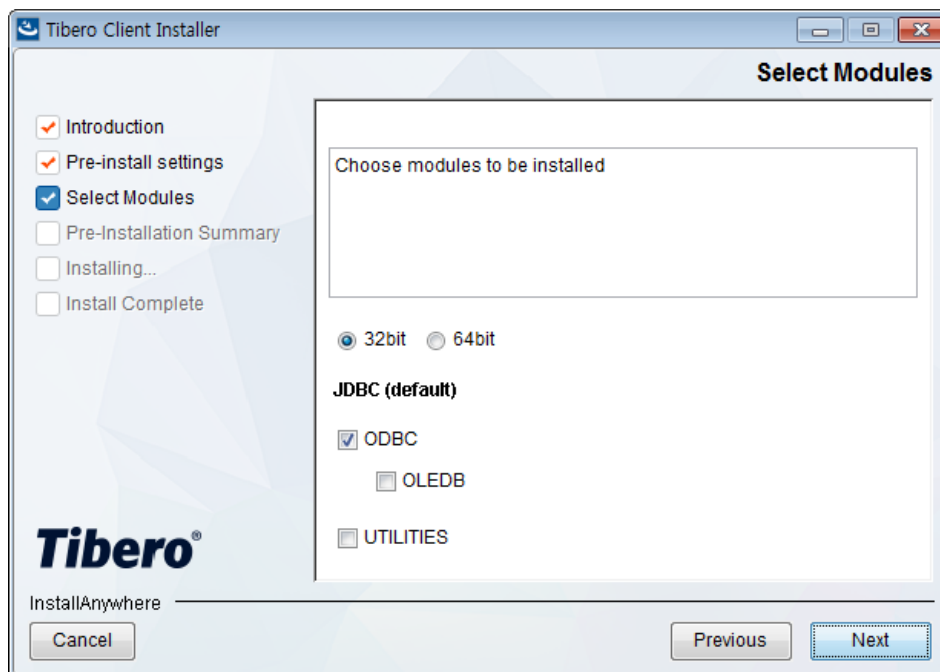 Tibero Client Installer
Select Modules
Introduction
Pre-install settings
Select Modules
Pre-Installation Summary
Installing...
Install Complete
Choose modules to be installed
32bit 64bit
JDBC (default)
ODBC
OLEDB
UTILITIES
Tibero®
InstallAnywhere
Cancel Previous Next